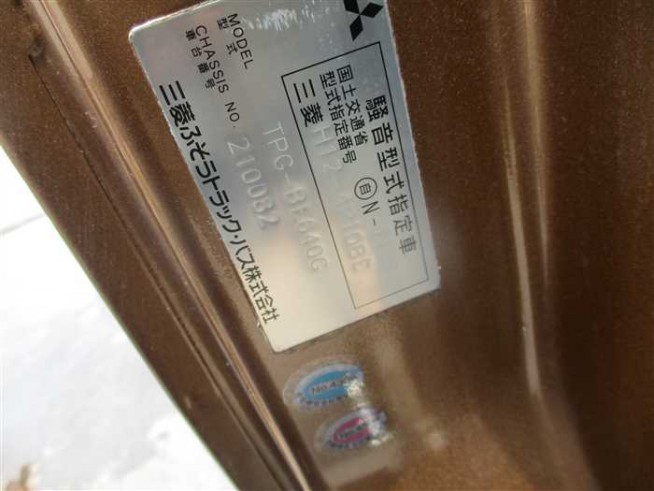 騒音型式指定車
国土交通省
型式指定番号
自 N-
三菱
MODEL
型式
TPG-BE640G
CHASSIS NO.
車台番号
210082
三菱ふそうトラック・バス株式会社